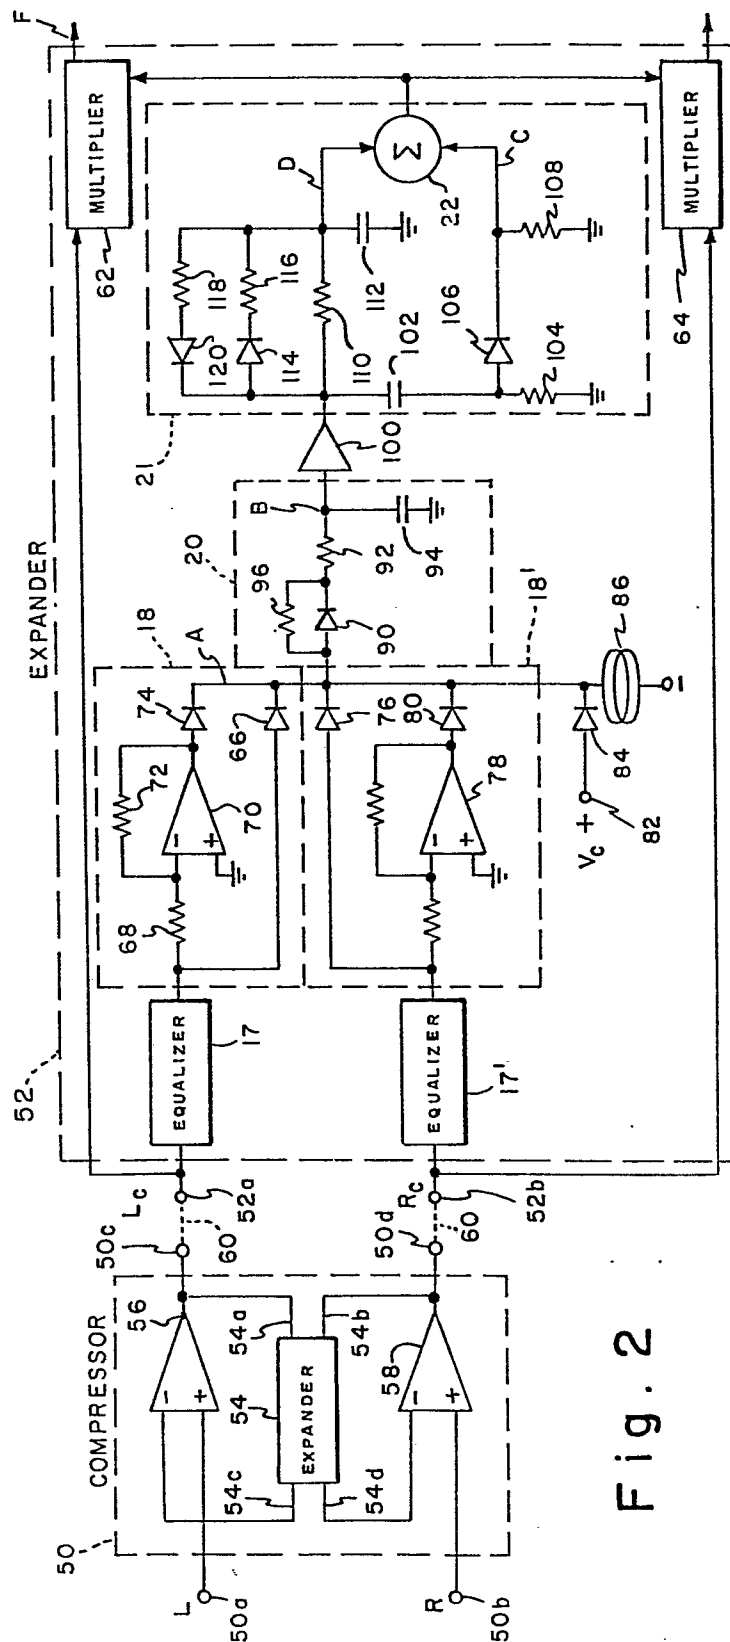 COMPRESSOR
50
L
50a
R
50b
54c
54
EXPANDER
54d
54a
54b
56
-
+
58
-
+
50c
60
LC
52a
50d
60
RC
52b
EXPANDER
52
EQUALIZER
17
EQUALIZER
17'
18
A
68
72
-
+
70
74
66
76
80
-
+
78
18'
VC +
82
84
86
-
20
96
90
92
B
94
100
21
120
118
114
116
110
112
102
106
104
108
D
Σ
22
C
MULTIPLIER
62
F
MULTIPLIER
64
Fig. 2